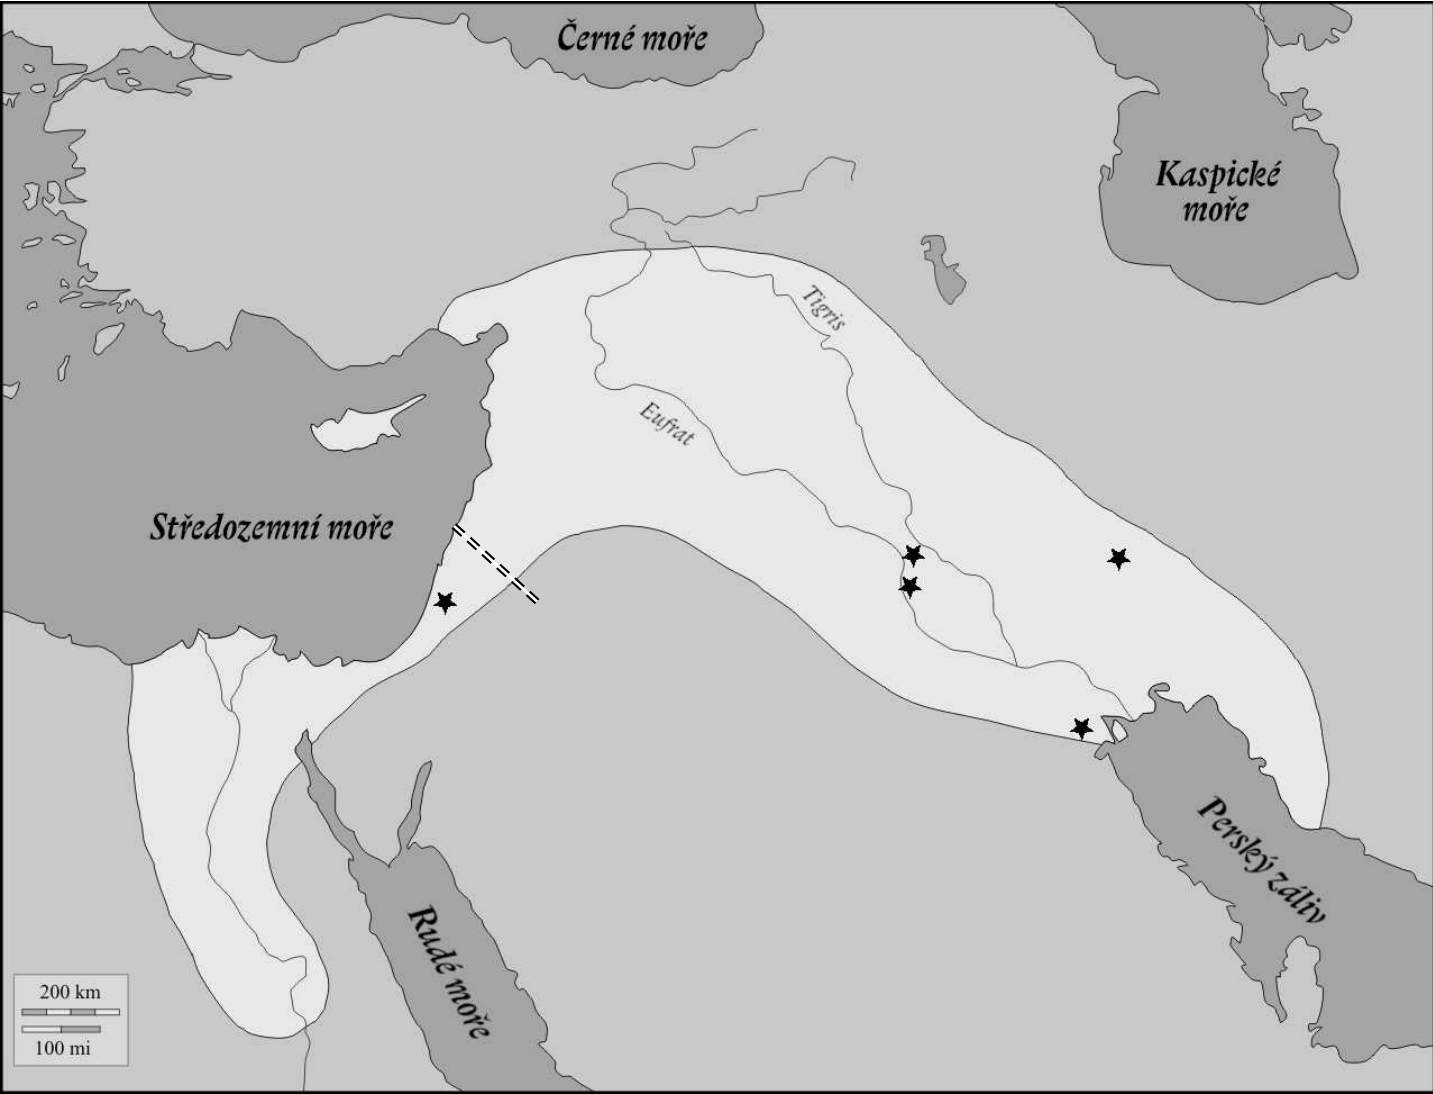 Černé moře
Kaspické
moře
Tigris
Eufrat
Středozemní moře
Perský záliv
Rudé moře
200 km
100 mi